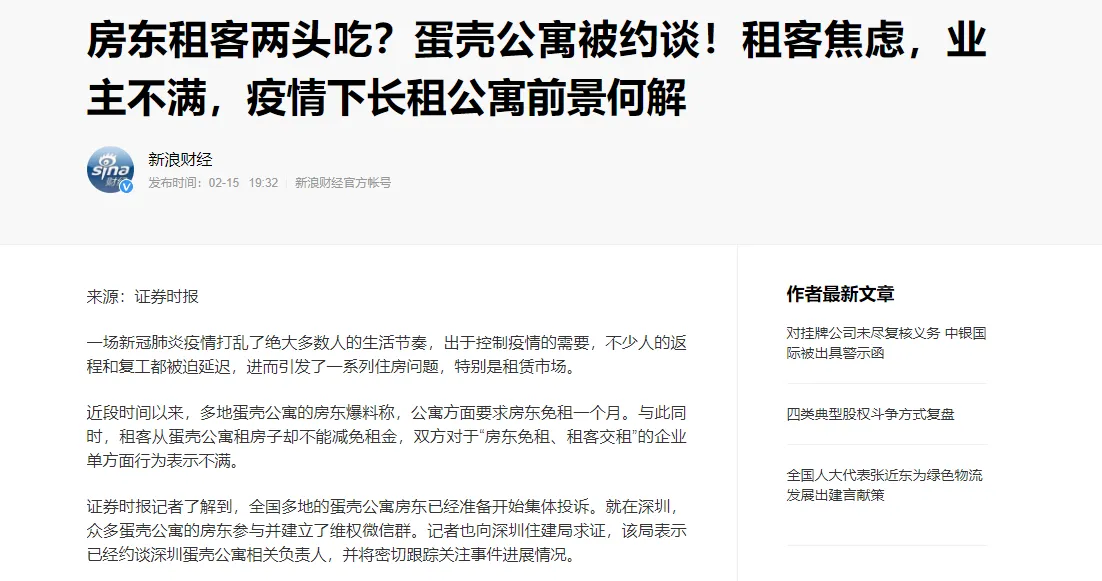 房东租客两头吃？蛋壳公寓被约谈！租客焦虑，业
主不满，疫情下长租公寓前景何解
sina
财经
V
新浪财经
发布时间：02-15 19:32 新浪财经官方帐号
来源：证券时报
一场新冠肺炎疫情打乱了绝大多数人的生活节奏，出于控制疫情的需要，不少人的返
程和复工都被迫延迟，进而引发了一系列住房问题，特别是租赁市场。
近段时间以来，多地蛋壳公寓的房东爆料称，公寓方面要求房东免租一个月。与此同
时，租客从蛋壳公寓租房子却不能减免租金，双方对于“房东免租、租客交租”的企业
单方面行为表示不满。
证券时报记者了解到，全国多地的蛋壳公寓房东已经准备开始集体投诉。就在深圳，
众多蛋壳公寓的房东参与并建立了维权微信群。记者也向深圳住建局求证，该局表示
已经约谈深圳蛋壳公寓相关负责人，并将密切跟踪关注事件进展情况。
作者最新文章
对挂牌公司未尽复核义务 中银国
际被出具警示函
四类典型股权斗争方式复盘
全国人大代表张近东为绿色物流
发展出建言献策